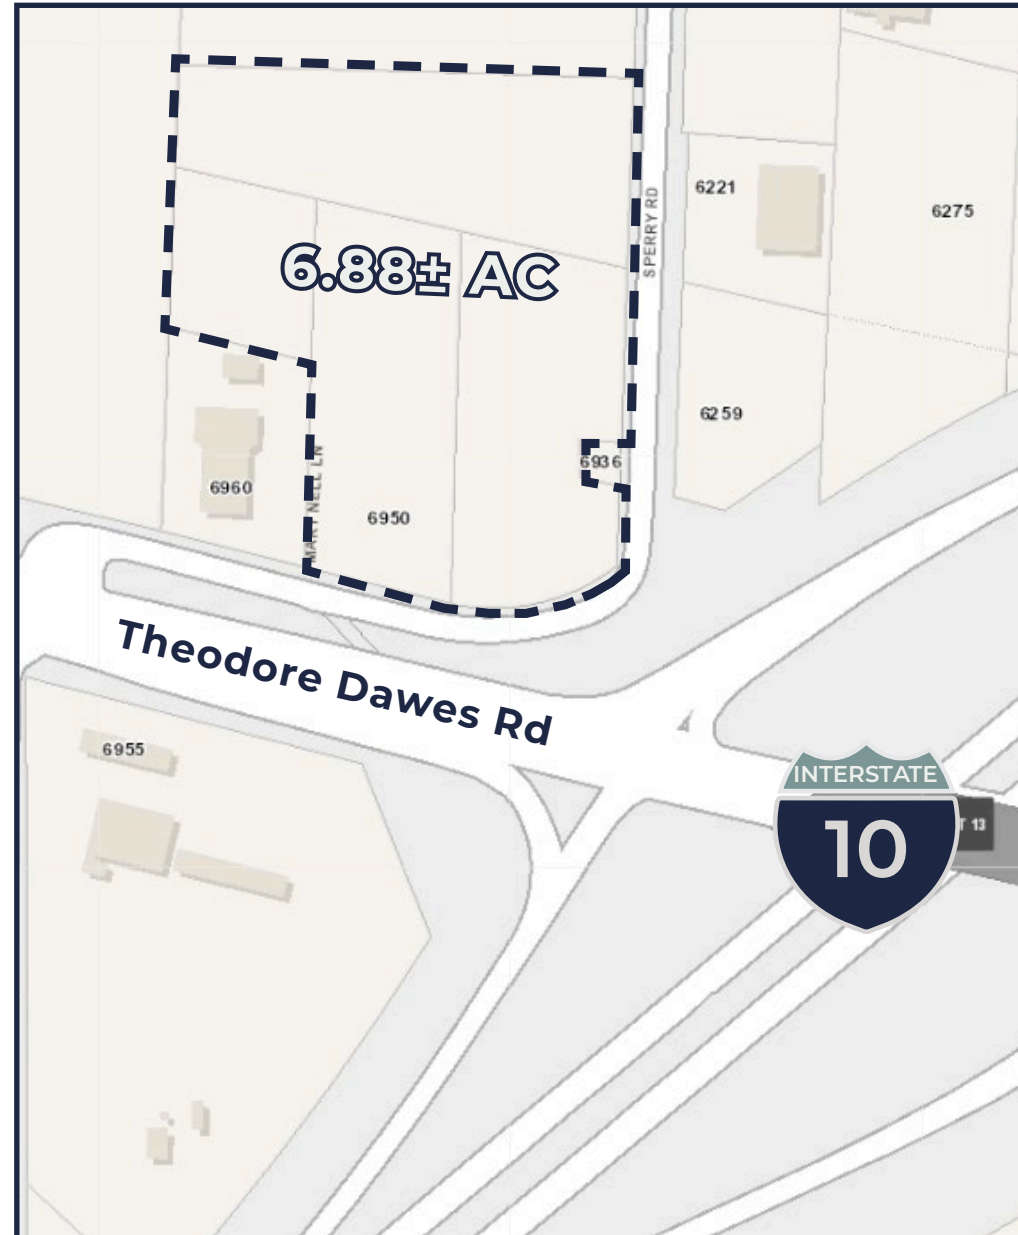 6221
6275
SPERRY RD
6.88± AC
6259
6936
6960
MARY NELL LN
6950
Theodore Dawes Rd
6955
INTERSTATE
10
T 13